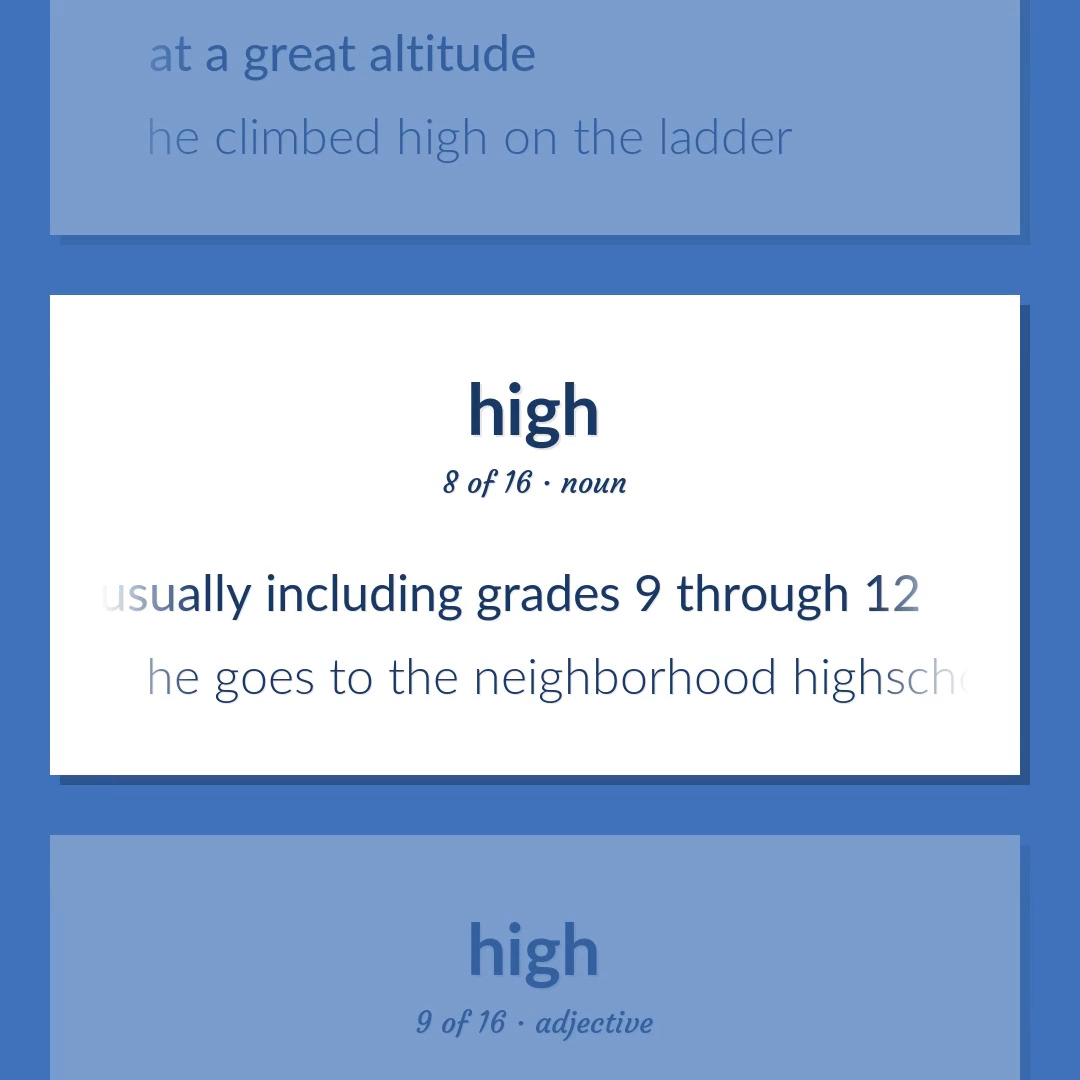 at a great altitude
he climbed high on the ladder
high
8 of 16 · noun
usually including grades 9 through 12
he goes to the neighborhood highscho
high
9 of 16 · adjective